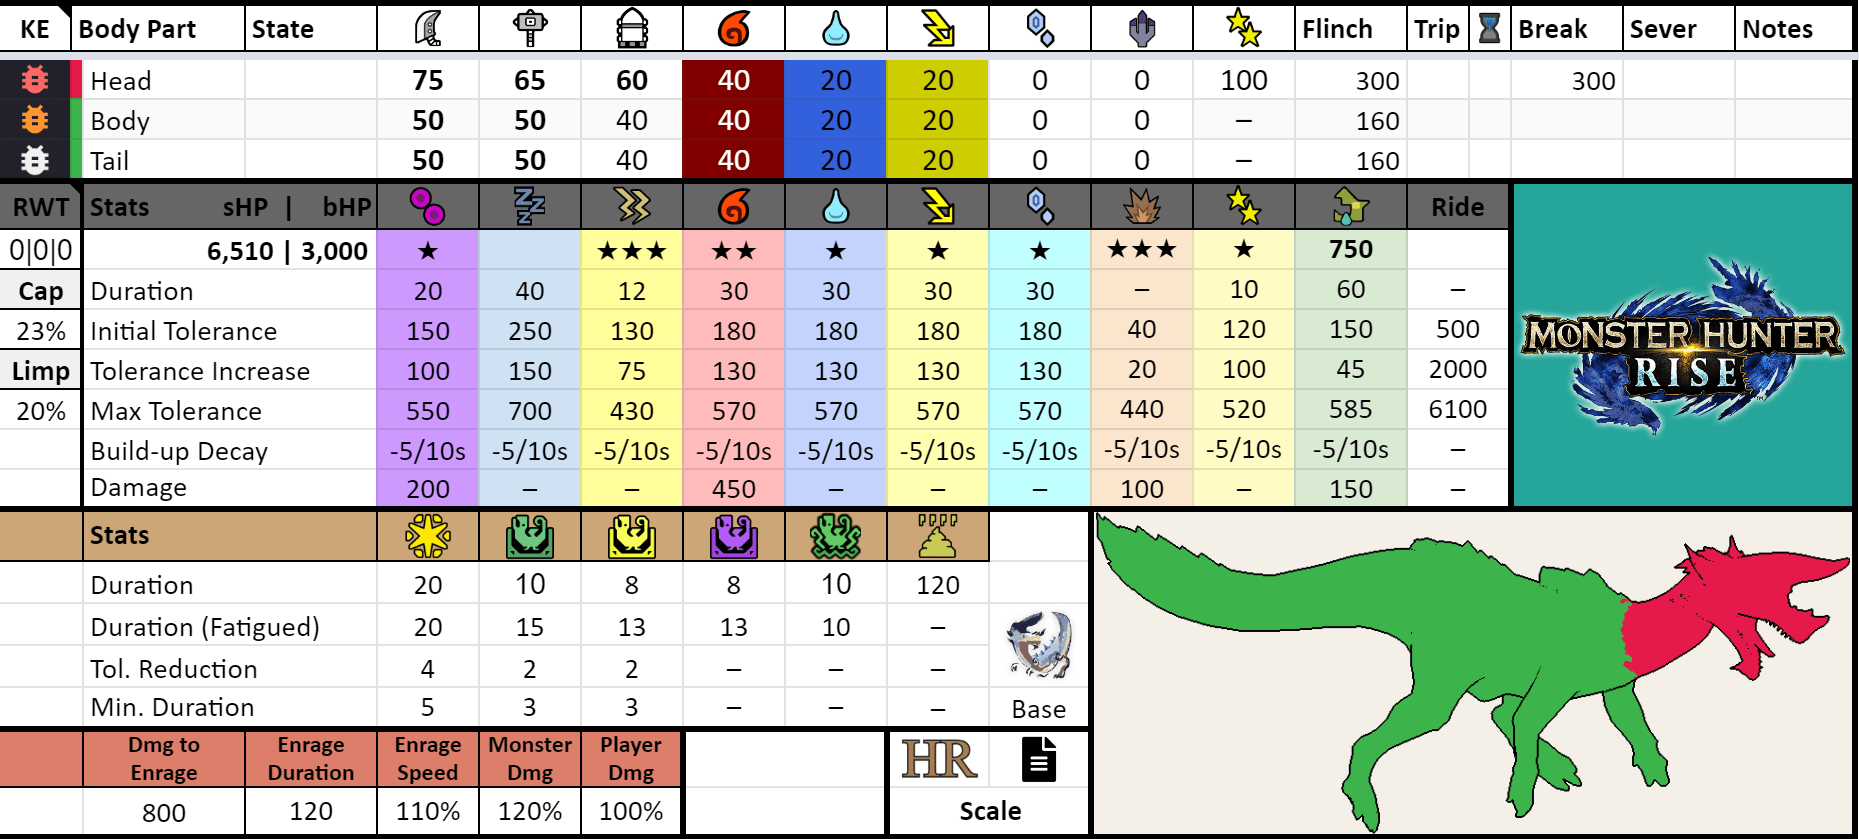 KE Body Part State Flinch Trip Break Sever Notes
Head 75 65 60 40 20 20 0 0 100 300 300
Body 50 50 40 40 20 20 0 0 – 160
Tail 50 50 40 40 20 20 0 0 – 160
RWT Stats sHP | bHP Ride
0|0|0 6,510 | 3,000 ★ ★★★ ★★ ★ ★ ★ ★★★ ★ 750
Cap Duration 20 40 12 30 30 30 30 – 10 60 –
23% Initial Tolerance 150 250 130 180 180 180 180 40 120 150 500
Limp Tolerance Increase 100 150 75 130 130 130 130 20 100 45 2000
20% Max Tolerance 550 700 430 570 570 570 570 440 520 585 6100
Build-up Decay -5/10s -5/10s -5/10s -5/10s -5/10s -5/10s -5/10s -5/10s -5/10s -5/10s –
Damage 200 – – 450 – – – 100 – 150 –
MONSTER HUNTER
RISE
™
Stats
Duration 20 10 8 8 10 120
Duration (Fatigued) 20 15 13 13 10 –
Tol. Reduction 4 2 2 – – –
Min. Duration 5 3 3 – – – Base
Dmg to Enrage Enrage Monster Player
Enrage Duration Speed Dmg Dmg
HR
800 120 110% 120% 100% Scale